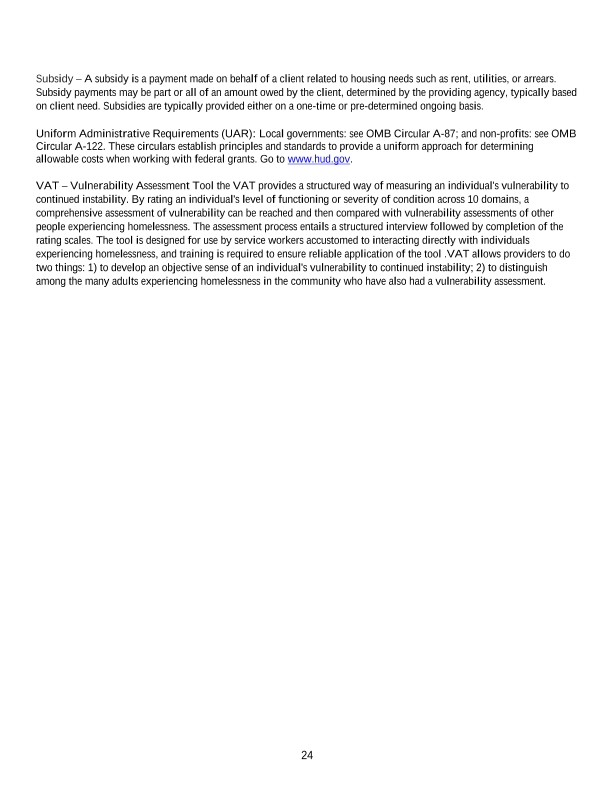 Subsidy – A subsidy is a payment made on behalf of a client related to housing needs such as rent, utilities, or arrears.
Subsidy payments may be part or all of an amount owed by the client, determined by the providing agency, typically based
on client need. Subsidies are typically provided either on a one-time or pre-determined ongoing basis.
Uniform Administrative Requirements (UAR): Local governments: see OMB Circular A-87; and non-profits: see OMB
Circular A-122. These circulars establish principles and standards to provide a uniform approach for determining
allowable costs when working with federal grants. Go to www.hud.gov.
VAT – Vulnerability Assessment Tool the VAT provides a structured way of measuring an individual's vulnerability to
continued instability. By rating an individual's level of functioning or severity of condition across 10 domains, a
comprehensive assessment of vulnerability can be reached and then compared with vulnerability assessments of other
people experiencing homelessness. The assessment process entails a structured interview followed by completion of the
rating scales. The tool is designed for use by service workers accustomed to interacting directly with individuals
experiencing homelessness, and training is required to ensure reliable application of the tool .VAT allows providers to do
two things: 1) to develop an objective sense of an individual's vulnerability to continued instability; 2) to distinguish
among the many adults experiencing homelessness in the community who have also had a vulnerability assessment.
24